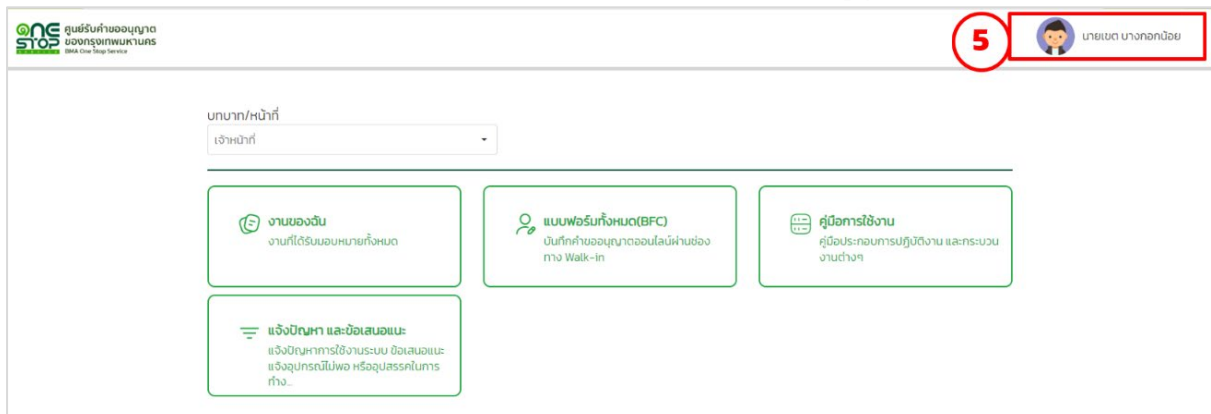 ONE STOP SERVICE
ศูนย์รับคำขออนุญาต
ของกรุงเทพมหานคร
BMA One Stop Service
5
นายเขต บางกอกน้อย
บทบาท/หน้าที่
เจ้าหน้าที่
งานของฉัน
งานที่ได้รับมอบหมายทั้งหมด
แบบฟอร์มทั้งหมด(BFC)
บันทึกคำขออนุญาตออนไลน์ผ่านช่อง
ทาง Walk-in
คู่มือการใช้งาน
คู่มือประกอบการปฏิบัติงาน และกระบวน
งานต่างๆ
แจ้งปัญหา และข้อเสนอแนะ
แจ้งปัญหาการใช้งานระบบ ข้อเสนอแนะ
แจ้งอุปกรณ์ไม่พอ หรืออุปสรรคในการ
ทำง...